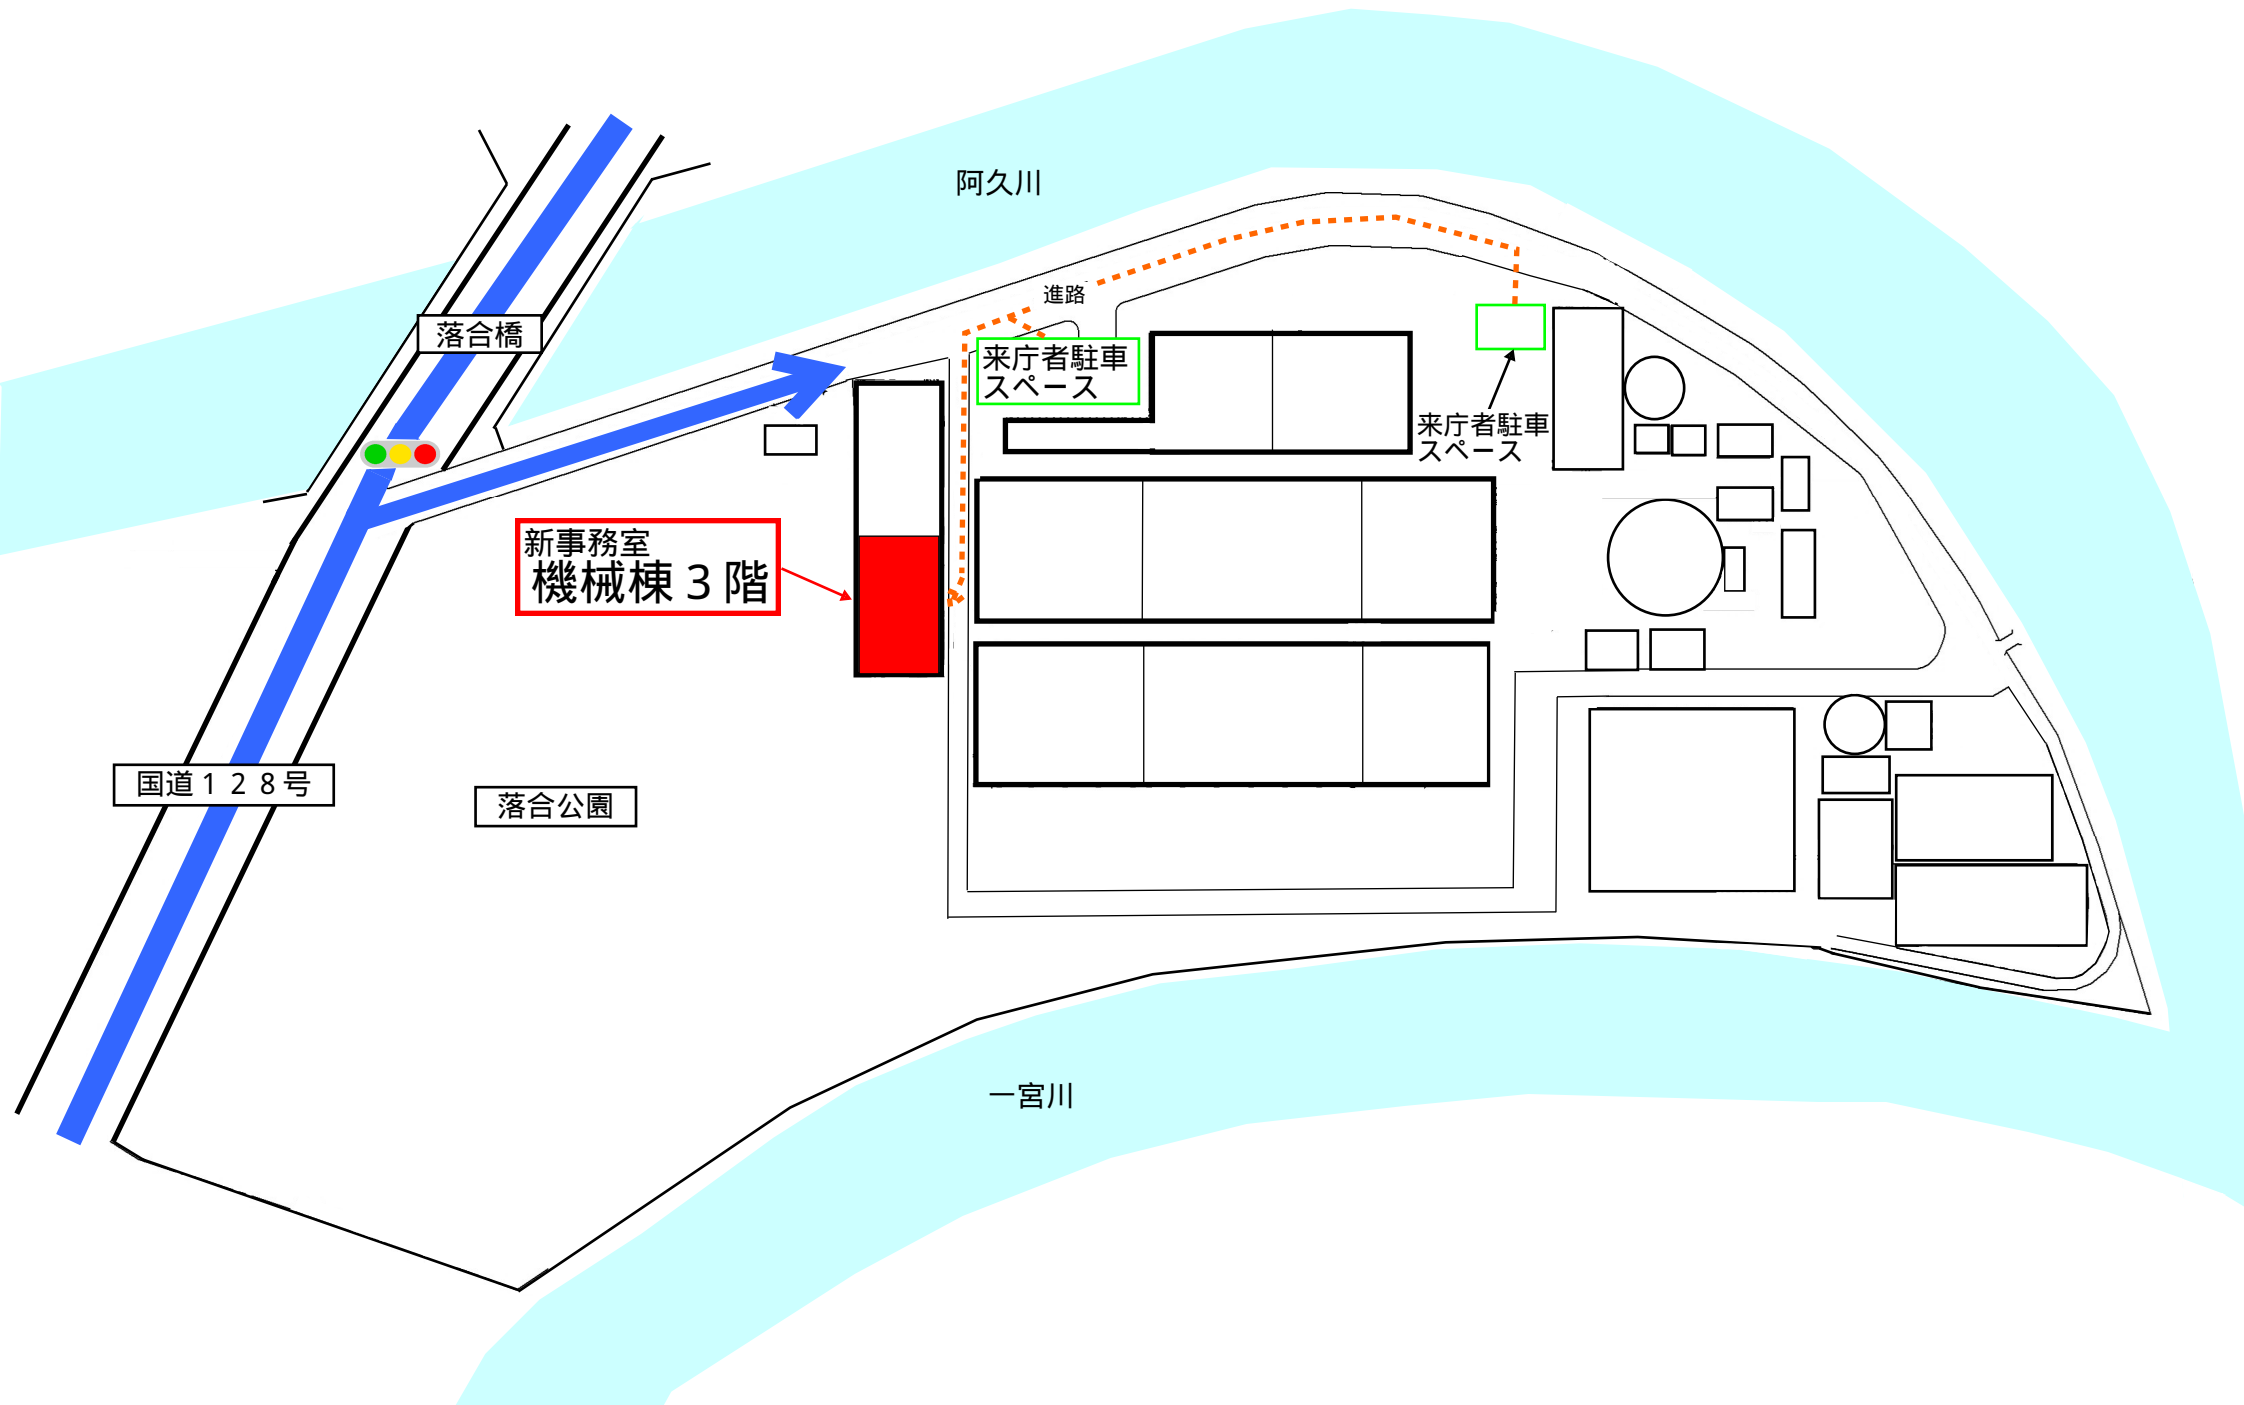 阿久川
進路
落合橋
来庁者駐車
スペース
来庁者駐車
スペース
新事務室
機械棟3階
国道128号
落合公園
一宮川